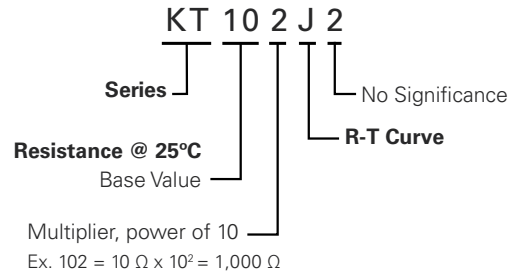 KT 10 2 J 2
Series
No Significance
R-T Curve
Resistance @ 25ºC
Base Value
Multiplier, power of 10
Ex. 102 = 10 Ω x 10² = 1,000 Ω